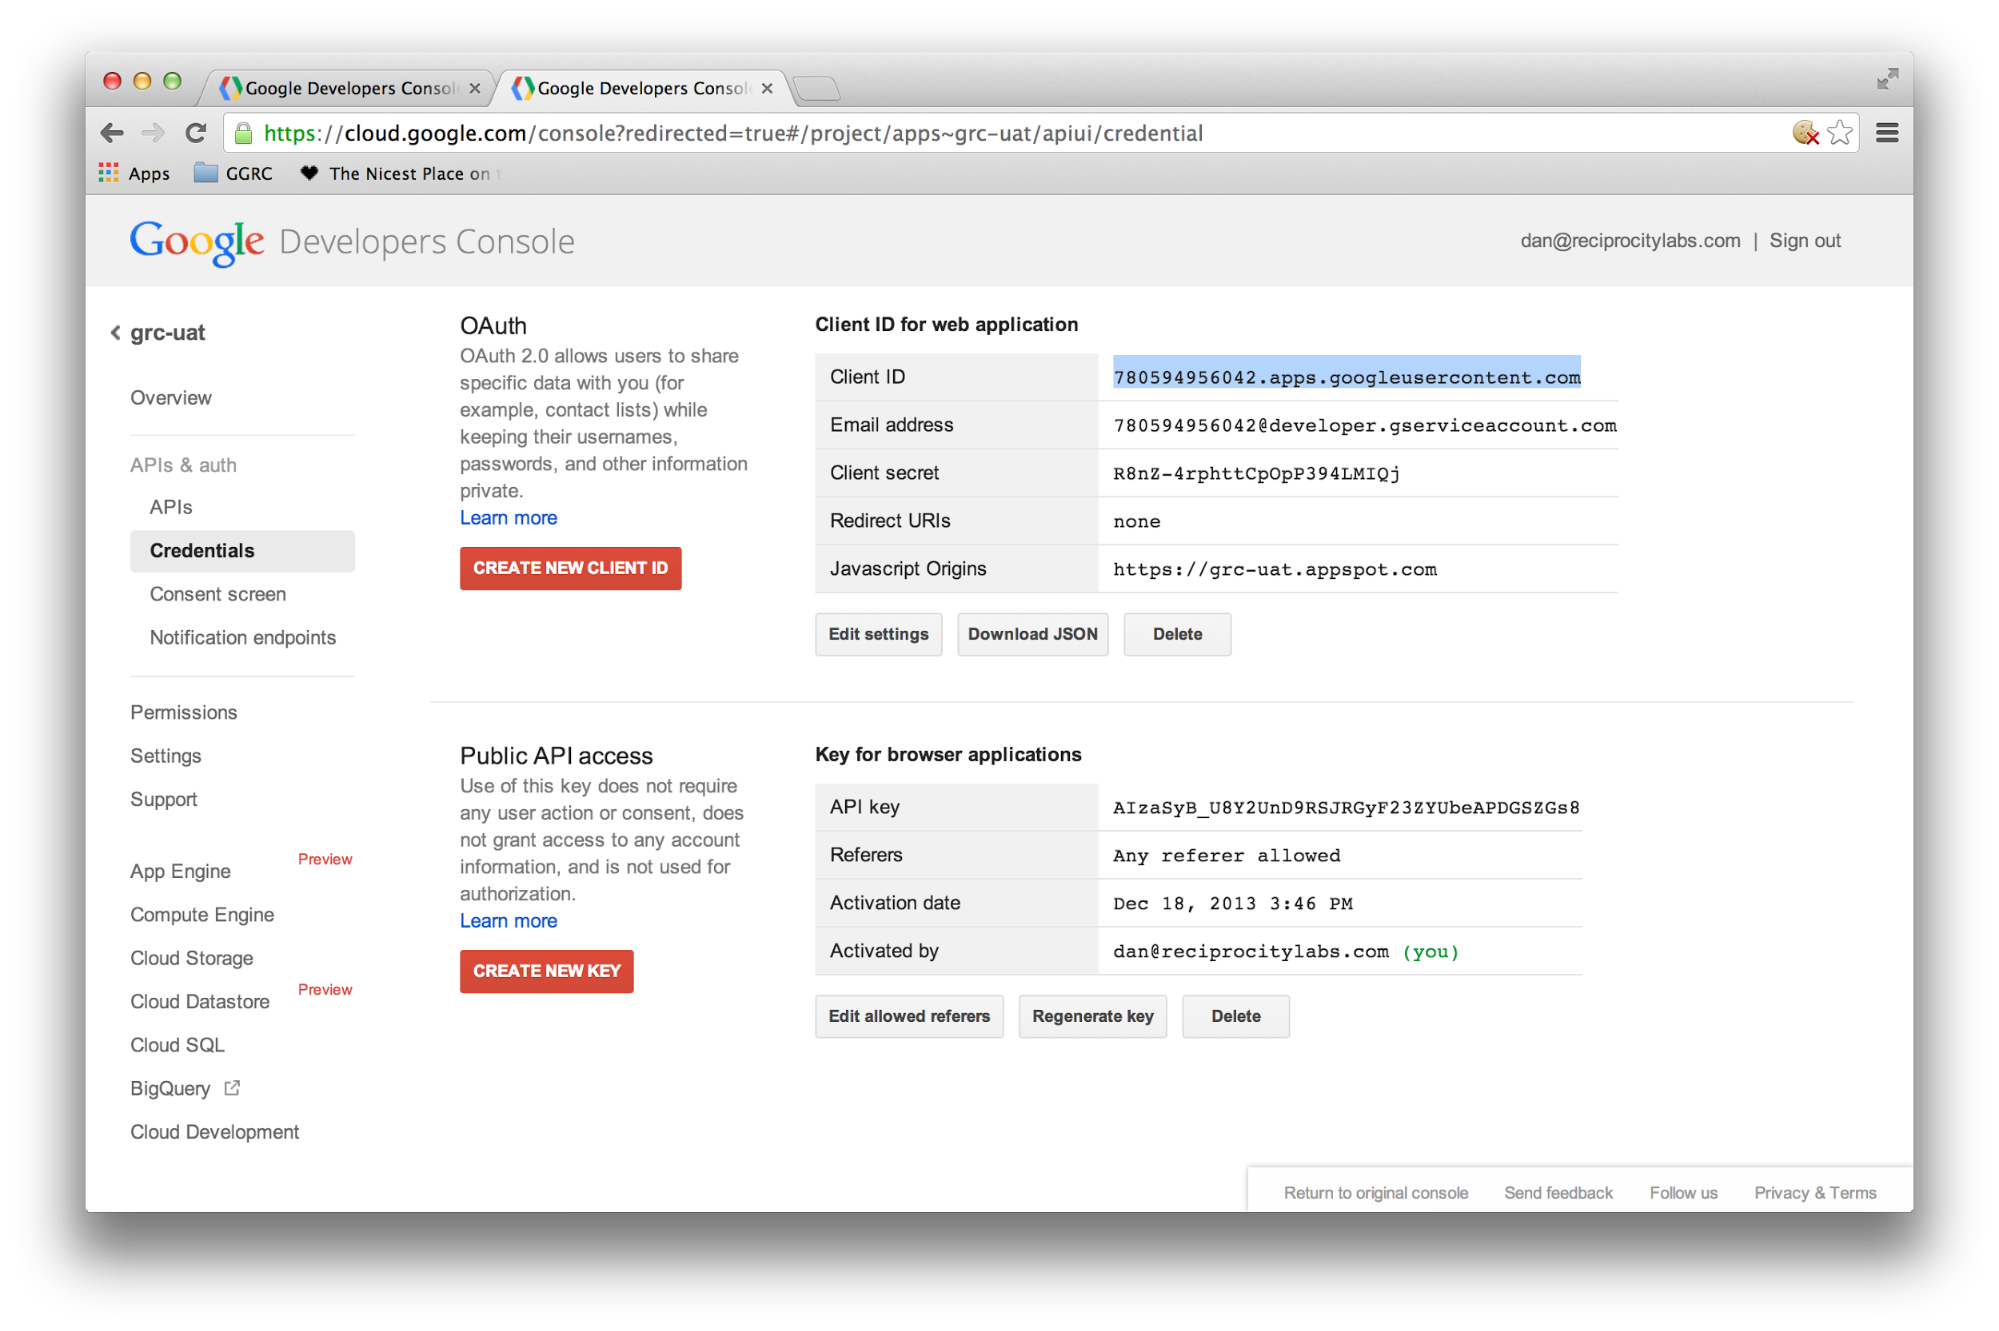 Google Developers Consol
Google Developers Consol
https://cloud.google.com/console?redirected=true#/project/apps~grc-uat/apiui/credential
Apps
GGRC
The Nicest Place on
Google Developers Console
dan@reciprocitylabs.com | Sign out
grc-uat
Overview
APIs & auth
APIs
Credentials
Consent screen
Notification endpoints
Permissions
Settings
Support
App Engine
Preview
Compute Engine
Cloud Storage
Cloud Datastore
Preview
Cloud SQL
BigQuery
Cloud Development
OAuth
OAuth 2.0 allows users to share
specific data with you (for
example, contact lists) while
keeping their usernames,
passwords, and other information
private.
Learn more
CREATE NEW CLIENT ID
Client ID for web application
Client ID 780594956042.apps.googleusercontent.com
Email address 780594956042@developer.gserviceaccount.com
Client secret R8nZ-4rphttCpOpP394LMIQj
Redirect URIs none
Javascript Origins https://grc-uat.appspot.com
Edit settings
Download JSON
Delete
Public API access
Use of this key does not require
any user action or consent, does
not grant access to any account
information, and is not used for
authorization.
Learn more
CREATE NEW KEY
Key for browser applications
API key AIzaSyB_U8Y2UnD9RSJRGyF23ZYUbeAPDGSZGs8
Referers Any referer allowed
Activation date Dec 18, 2013 3:46 PM
Activated by dan@reciprocitylabs.com (you)
Edit allowed referers
Regenerate key
Delete
Return to original console
Send feedback
Follow us
Privacy & Terms